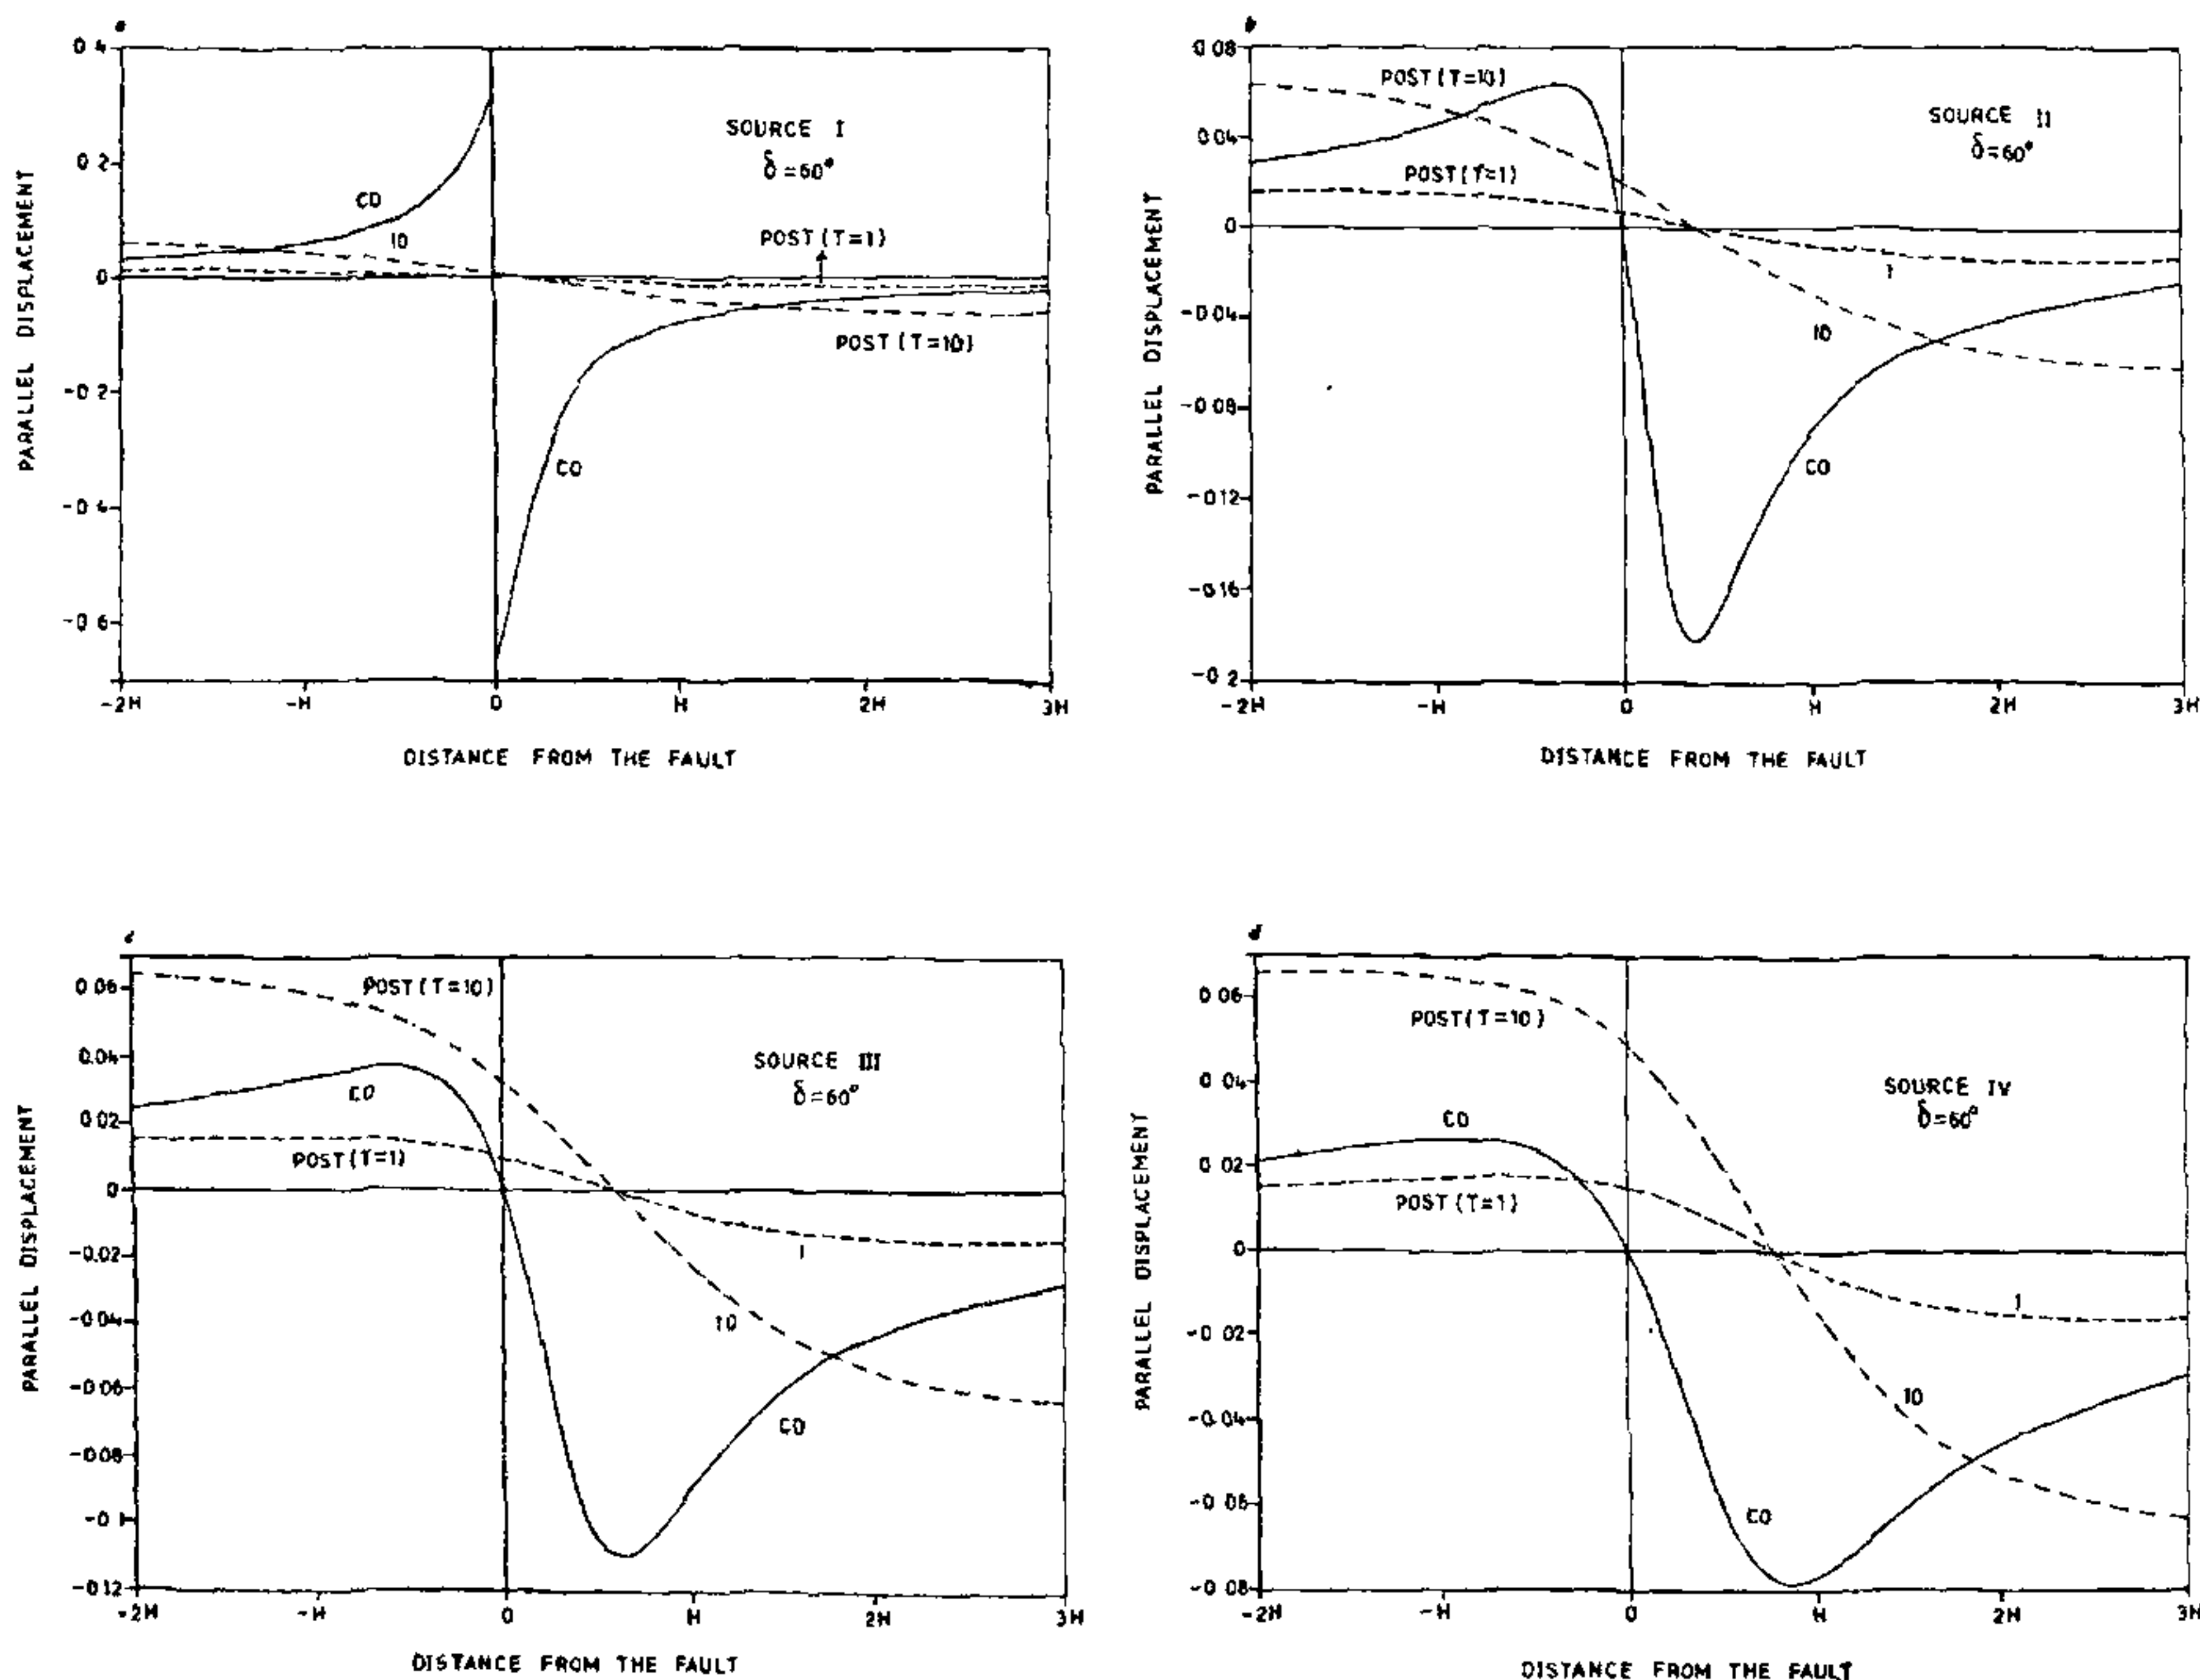 a
0.4
0.2
0
-0.2
-0.4
-0.6
PARALLEL DISPLACEMENT
SOURCE I
δ=60°
CO
10
POST (T=1)
POST (T=10)
CO
-2H -H 0 H 2H 3H
DISTANCE FROM THE FAULT
b
0.08
0.04
0
-0.04
-0.08
-0.12
-0.16
-0.2
PARALLEL DISPLACEMENT
POST (T=10)
SOURCE II
δ=60°
POST (T=1)
1
10
CO
-2H -H 0 H 2H 3H
DISTANCE FROM THE FAULT
c
0.06
0.04
0.02
0
-0.02
-0.04
-0.06
-0.08
-0.1
-0.12
PARALLEL DISPLACEMENT
POST (T=10)
SOURCE III
δ=60°
CO
POST (T=1)
1
10
CO
-2H -H 0 H 2H 3H
DISTANCE FROM THE FAULT
d
0.06
0.04
0.02
0
-0.02
-0.04
-0.06
-0.08
PARALLEL DISPLACEMENT
POST (T=10)
SOURCE IV
δ=60°
CO
POST (T=1)
1
10
CO
-2H -H 0 H 2H 3H
DISTANCE FROM THE FAULT